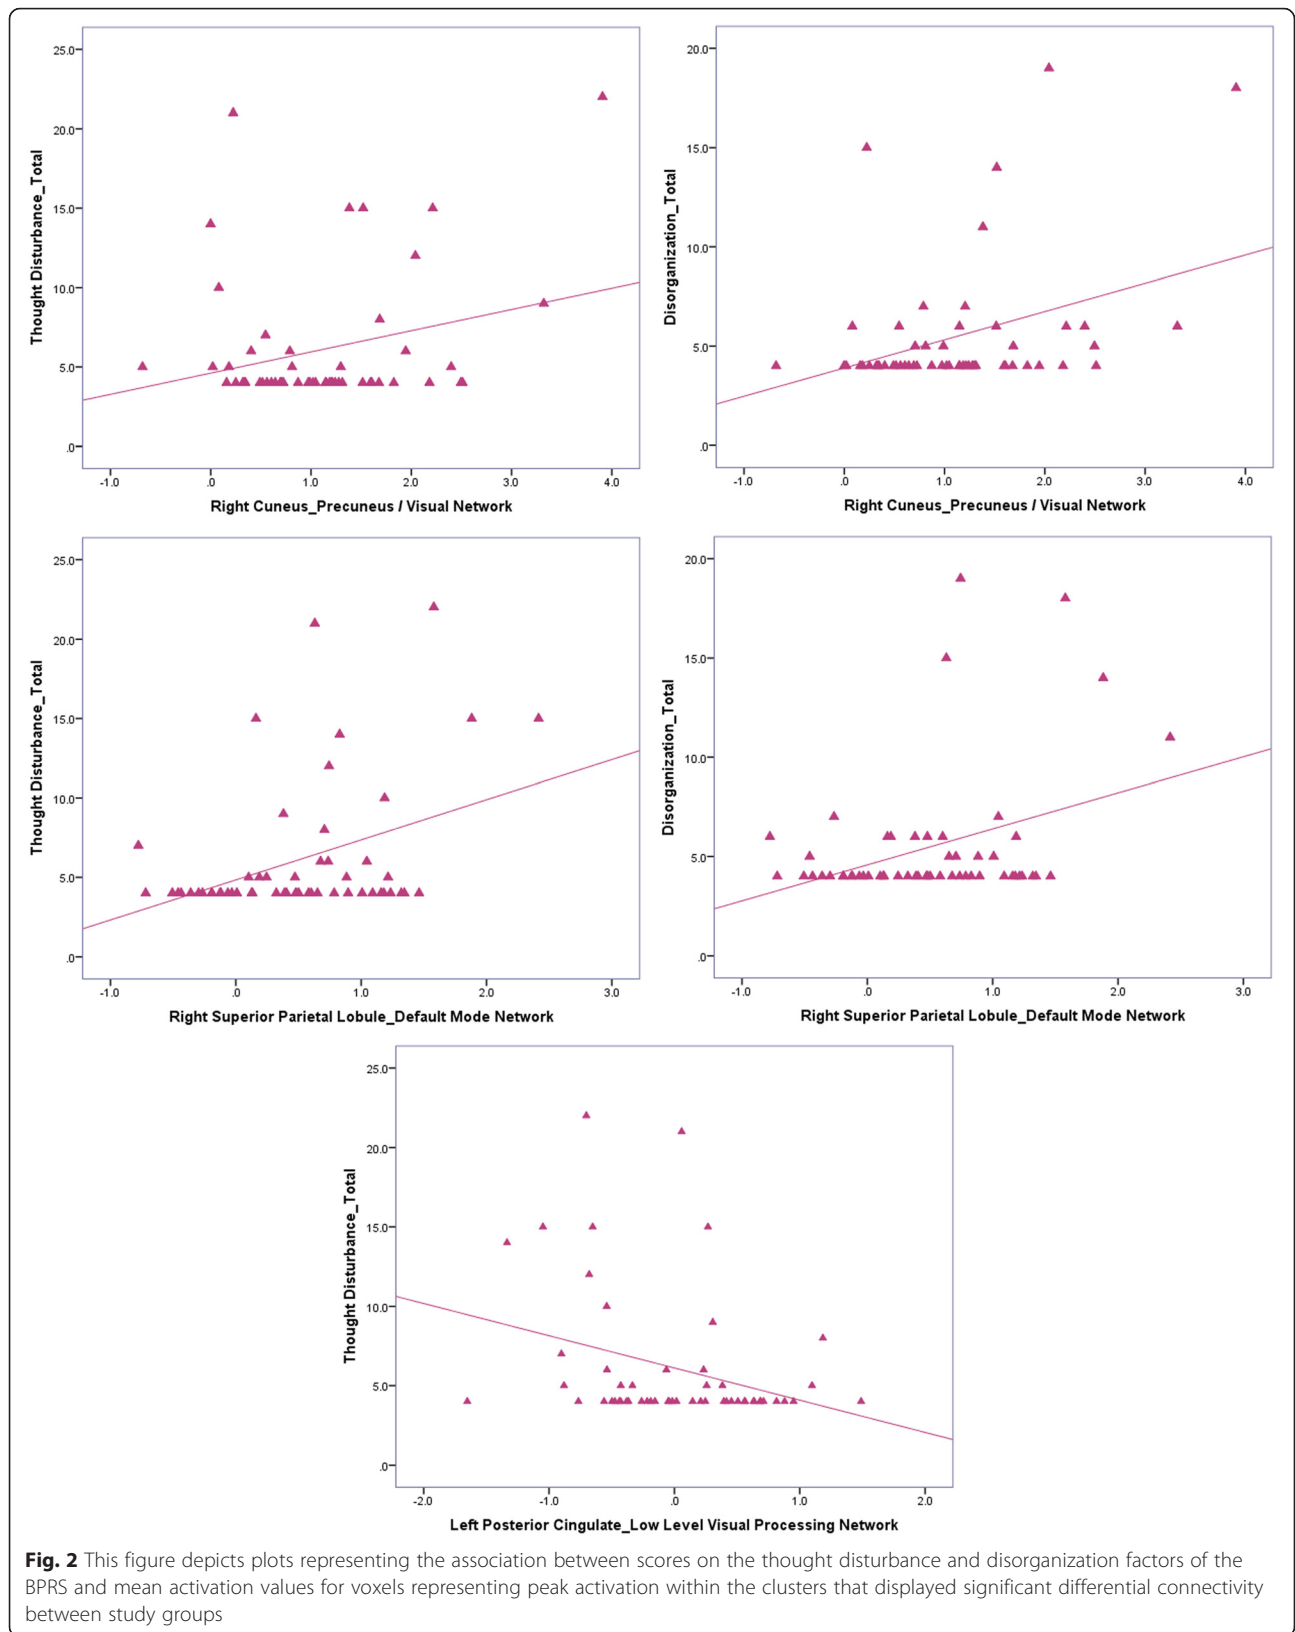 25.0
20.0
15.0
10.0
5.0
.0
Thought Disturbance_Total
-1.0 .0 1.0 2.0 3.0 4.0
Right Cuneus_Precuneus / Visual Network
20.0
15.0
10.0
5.0
.0
Disorganization_Total
-1.0 .0 1.0 2.0 3.0 4.0
Right Cuneus_Precuneus / Visual Network
25.0
20.0
15.0
10.0
5.0
.0
Thought Disturbance_Total
-1.0 .0 1.0 2.0 3.0
Right Superior Parietal Lobule_Default Mode Network
20.0
15.0
10.0
5.0
.0
Disorganization_Total
-1.0 .0 1.0 2.0 3.0
Right Superior Parietal Lobule_Default Mode Network
25.0
20.0
15.0
10.0
5.0
.0
Thought Disturbance_Total
-2.0 -1.0 .0 1.0 2.0
Left Posterior Cingulate_Low Level Visual Processing Network
Fig. 2 This figure depicts plots representing the association between scores on the thought disturbance and disorganization factors of the
BPRS and mean activation values for voxels representing peak activation within the clusters that displayed significant differential connectivity
between study groups